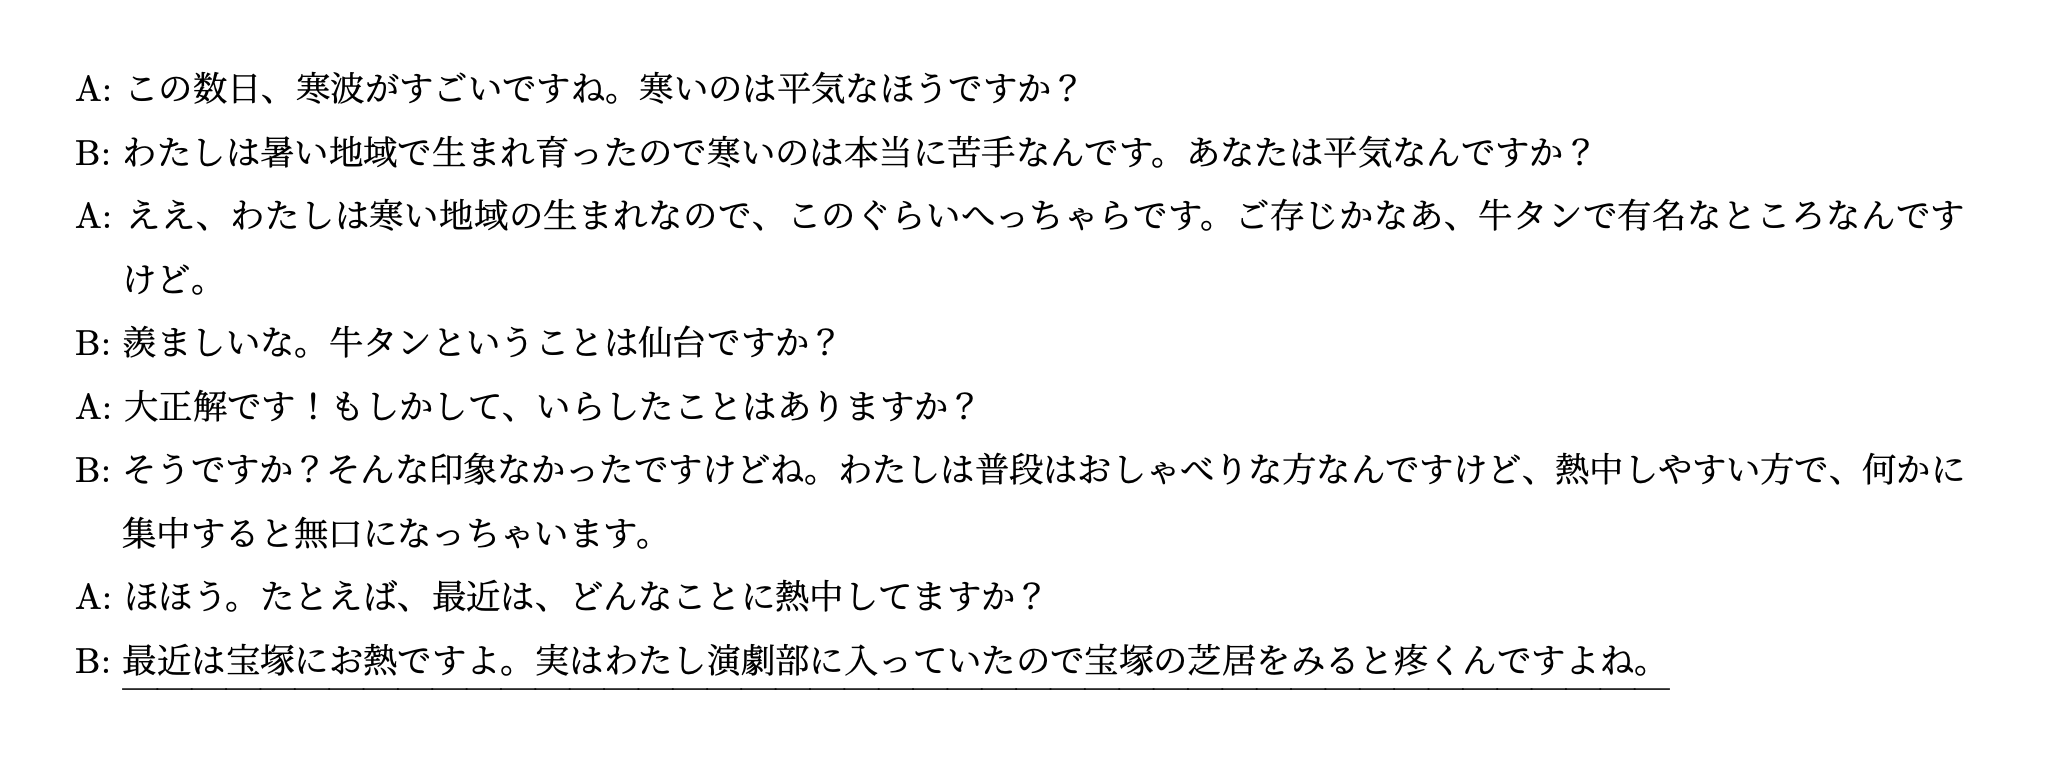 A: この数日、寒波がすごいですね。寒いのは平気なほうですか？
B: わたしは暑い地域で生まれ育ったので寒いのは本当に苦手なんです。あなたは平気なんですか？
A: ええ、わたしは寒い地域の生まれなので、このぐらいへっちゃらです。ご存じかなあ、牛タンで有名なところなんです
けど。
B: 羨ましいな。牛タンということは仙台ですか？
A: 大正解です！もしかして、いらしたことはありますか？
B: そうですか？そんな印象なかったですけどね。わたしは普段はおしゃべりな方なんですけど、熱中しやすい方で、何かに
集中すると無口になっちゃいます。
A: ほほう。たとえば、最近は、どんなことに熱中してますか？
B: 最近は宝塚にお熱ですよ。実はわたし演劇部に入っていたので宝塚の芝居をみると疼くんですよね。